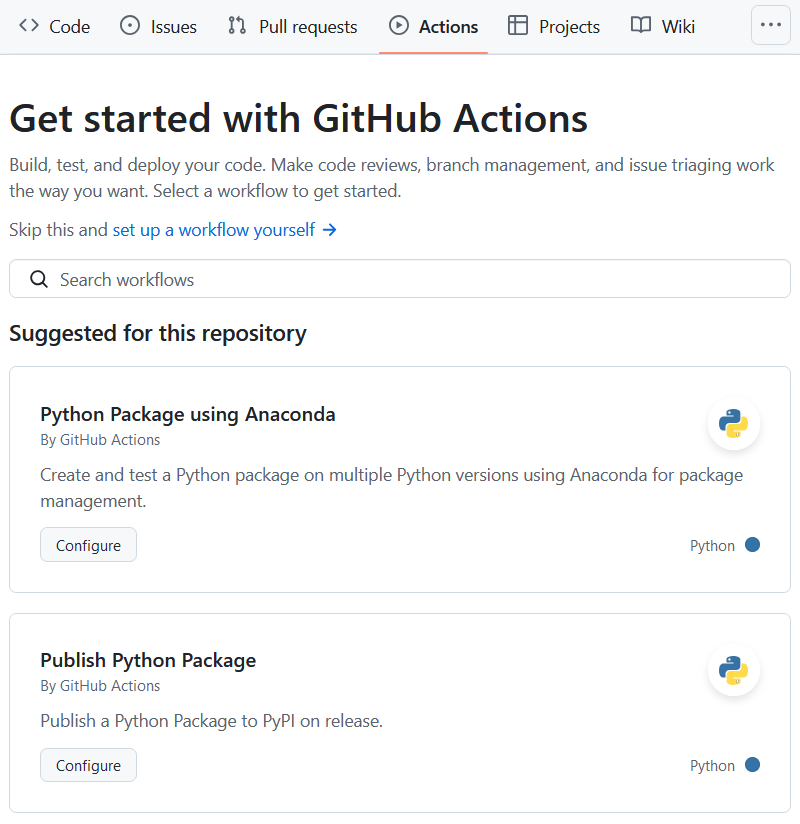 Code Issues Pull requests Actions Projects Wiki
Get started with GitHub Actions
Build, test, and deploy your code. Make code reviews, branch management, and issue triaging work
the way you want. Select a workflow to get started.
Skip this and set up a workflow yourself →
Search workflows
Suggested for this repository
Python Package using Anaconda
By GitHub Actions
Create and test a Python package on multiple Python versions using Anaconda for package
management.
Configure
Python
Publish Python Package
By GitHub Actions
Publish a Python Package to PyPI on release.
Configure
Python